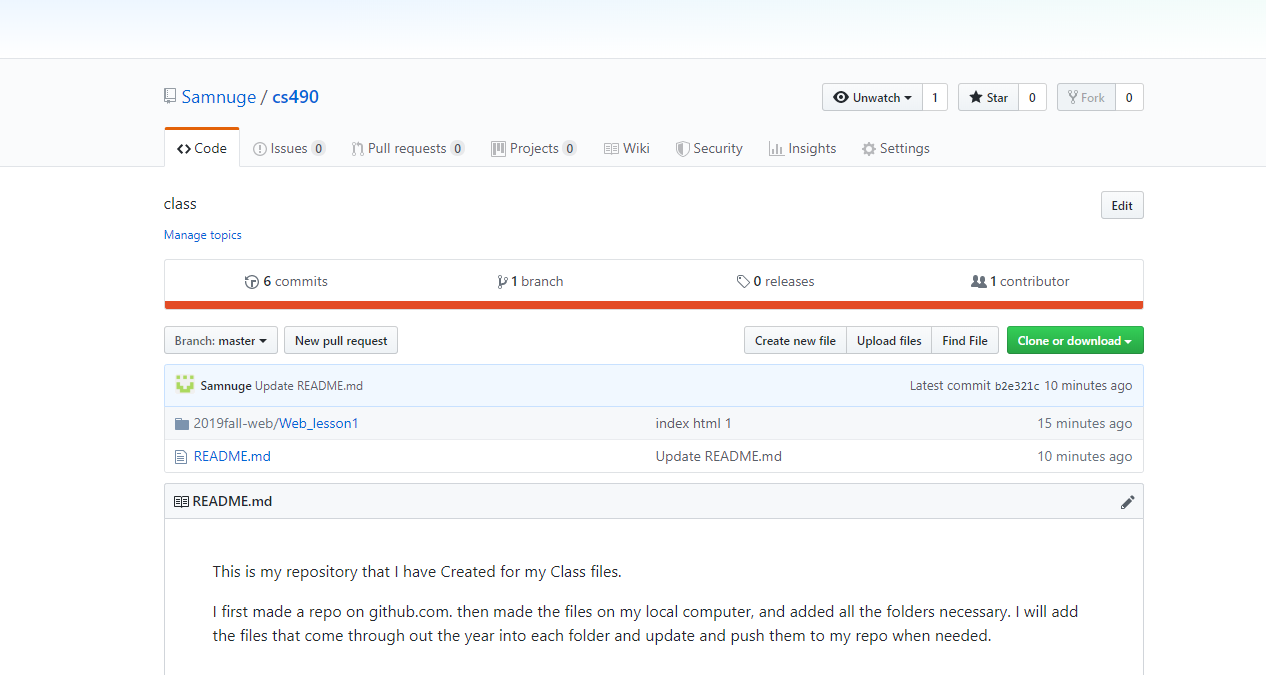 Samnuge / cs490 Unwatch 1 Star 0 Fork 0
Code Issues 0 Pull requests 0 Projects 0 Wiki Security Insights Settings
class Edit
Manage topics
6 commits 1 branch 0 releases 1 contributor
Branch: master New pull request Create new file Upload files Find File Clone or download
Samnuge Update README.md Latest commit b2e321c 10 minutes ago
2019fall-web/Web_lesson1 index html 1 15 minutes ago
README.md Update README.md 10 minutes ago
README.md
This is my repository that I have Created for my Class files.
I first made a repo on github.com. then made the files on my local computer, and added all the folders necessary. I will add
the files that come through out the year into each folder and update and push them to my repo when needed.